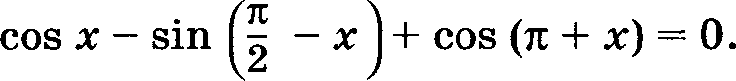 cos x − sin (π/2 − x) + cos (π + x) = 0.